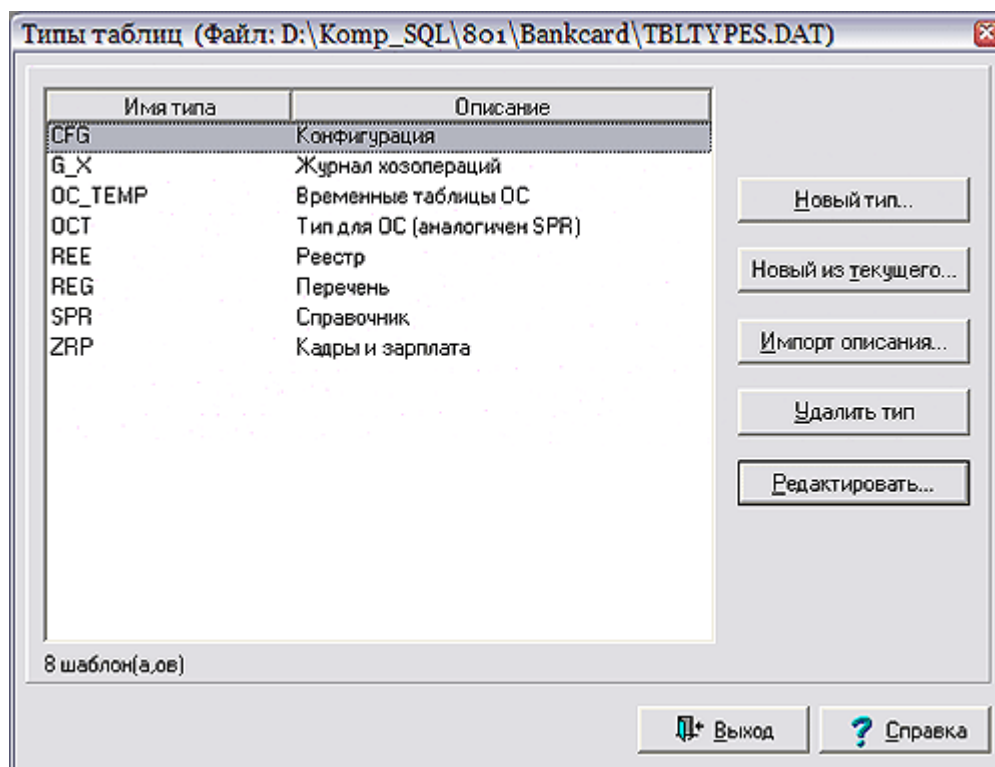 Типы таблиц (Файл: D:\Komp_SQL\801\Bankcard\TBLTYPES.DAT)
Имя типа Описание
CFG Конфигурация
G_X Журнал хозопераций
OC_TEMP Временные таблицы ОС
OCT Тип для ОС (аналогичен SPR)
REE Реестр
REG Перечень
SPR Справочник
ZRP Кадры и зарплата
Новый тип...
Новый из текущего...
Импорт описания...
Удалить тип
Редактировать...
8 шаблон(а,ов)
Выход
Справка